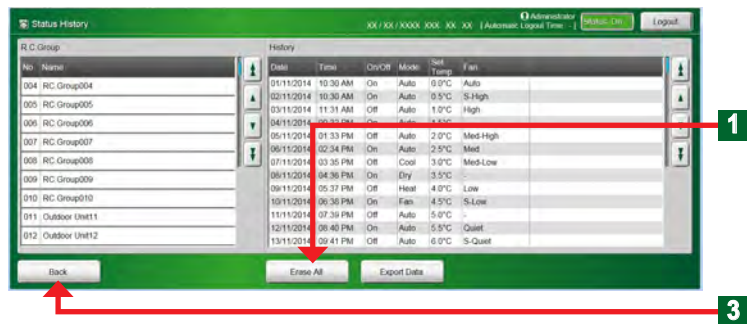 Status History
XX / XX / XXXX XXX XX XX | Automatic Logout Time: - |
Administrator
Status: On
Logout
R.C.Group
History
No Name
004 RC.Group004
005 RC.Group005
006 RC.Group006
007 RC.Group007
008 RC.Group008
009 RC.Group009
010 RC.Group010
011 Outdoor Unit11
012 Outdoor Unit12
Date Time On/Off Mode Set Temp Fan
01/11/2014 10:30 AM On Auto 0.0°C Auto
02/11/2014 10:30 AM On Auto 0.5°C S-High
03/11/2014 11:31 AM Off Auto 1.0°C High
04/11/2014 On Auto 1.5°C
05/11/2014 01:33 PM Off Auto 2.0°C Med-High
06/11/2014 02:34 PM On Auto 2.5°C Med
07/11/2014 03:35 PM Off Cool 3.0°C Med-Low
08/11/2014 04:36 PM On Dry 3.5°C -
09/11/2014 05:37 PM Off Heat 4.0°C Low
10/11/2014 06:38 PM On Fan 4.5°C S-Low
11/11/2014 07:39 PM Off Auto 5.0°C -
12/11/2014 08:40 PM On Auto 5.5°C Quiet
13/11/2014 09:41 PM Off Auto 6.0°C S-Quiet
1
Back
Erase All
Export Data
3